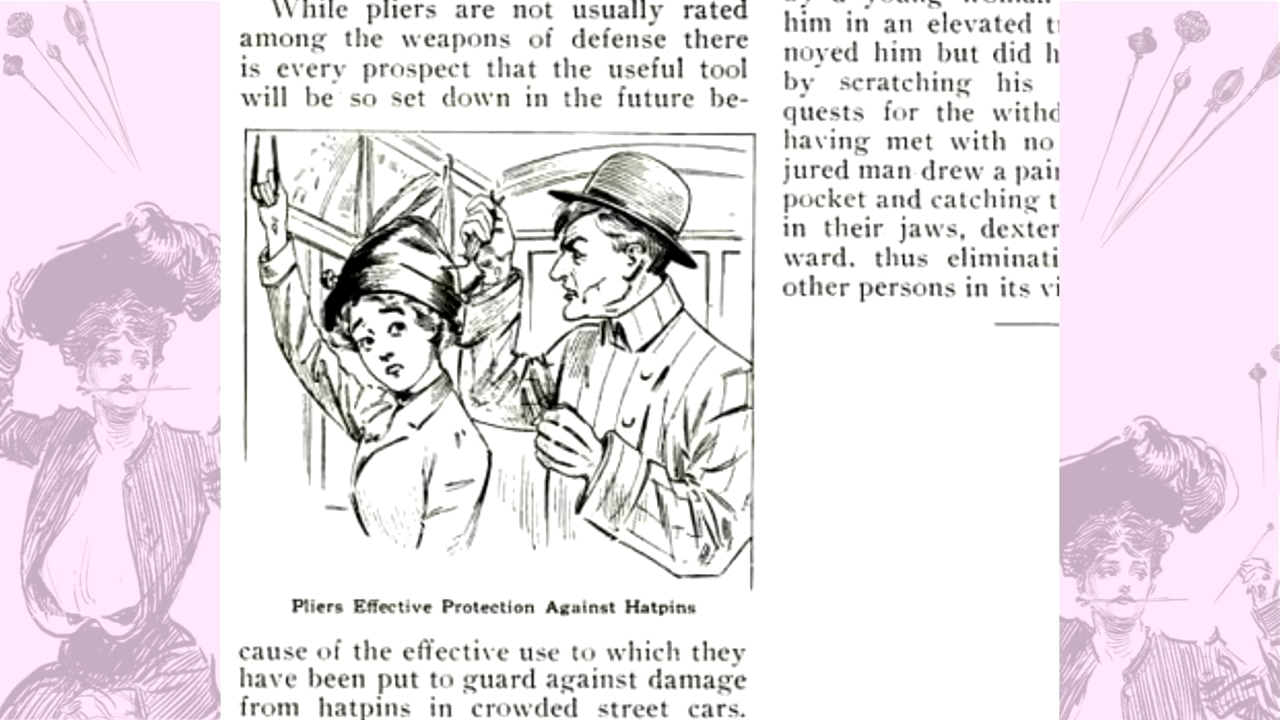 While pliers are not usually rated
among the weapons of defense there
is every prospect that the useful tool
will be so set down in the future be-
Pliers Effective Protection Against Hatpins
cause of the effective use to which they
have been put to guard against damage
from hatpins in crowded street cars.
by a young woman
him in an elevated
noyed him but did
by scratching his
quests for the
having met with no
jured man drew a
pocket and catching
in their jaws,
ward. thus
other persons in its